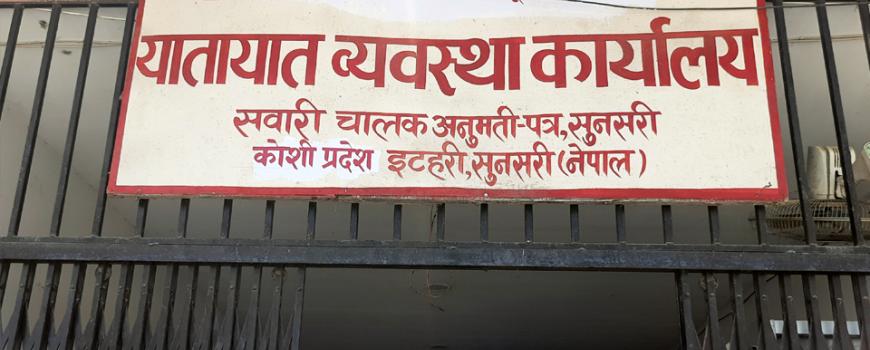 यातायात व्यवस्था कार्यालय
सवारी चालक अनुमती-पत्र,सुनसरी
कोशी प्रदेश इटहरी,सुनसरी(नेपाल)